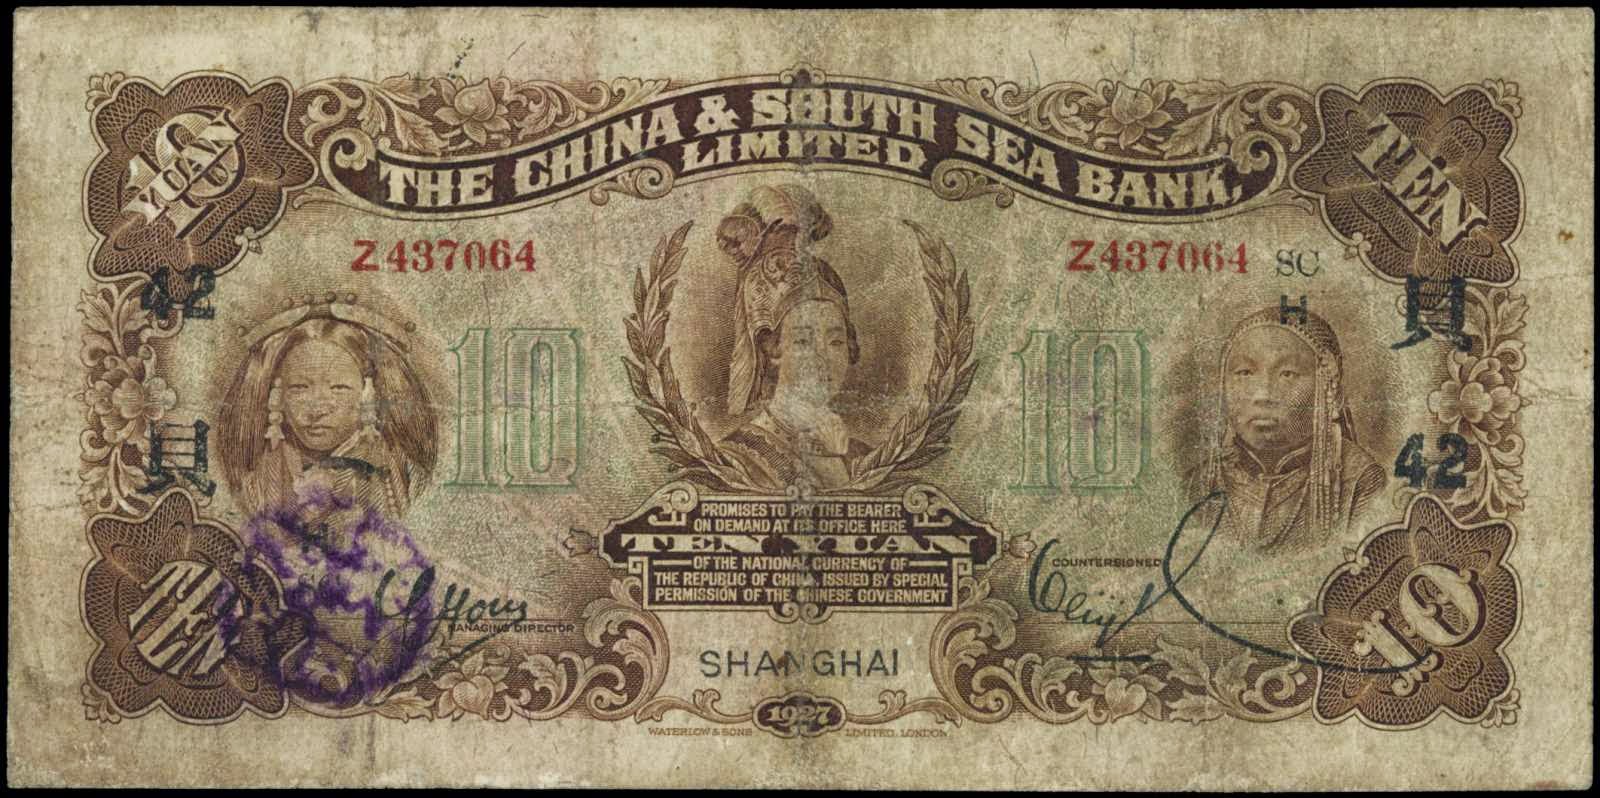 THE CHINA & SOUTH SEA BANK,
LIMITED
10
YUAN
TEN
Z437064
Z437064
SC
H
42
貝
10
10
貝
42
PROMISES TO PAY THE BEARER
ON DEMAND AT ITS OFFICE HERE
TEN YUAN
OF THE NATIONAL CURRENCY OF
THE REPUBLIC OF CHINA, ISSUED BY SPECIAL
PERMISSION OF THE CHINESE GOVERNMENT
H
COUNTERSIGNED
MANAGING DIRECTOR
TEN
10
SHANGHAI
1927
WATERLOW & SONS LIMITED, LONDON